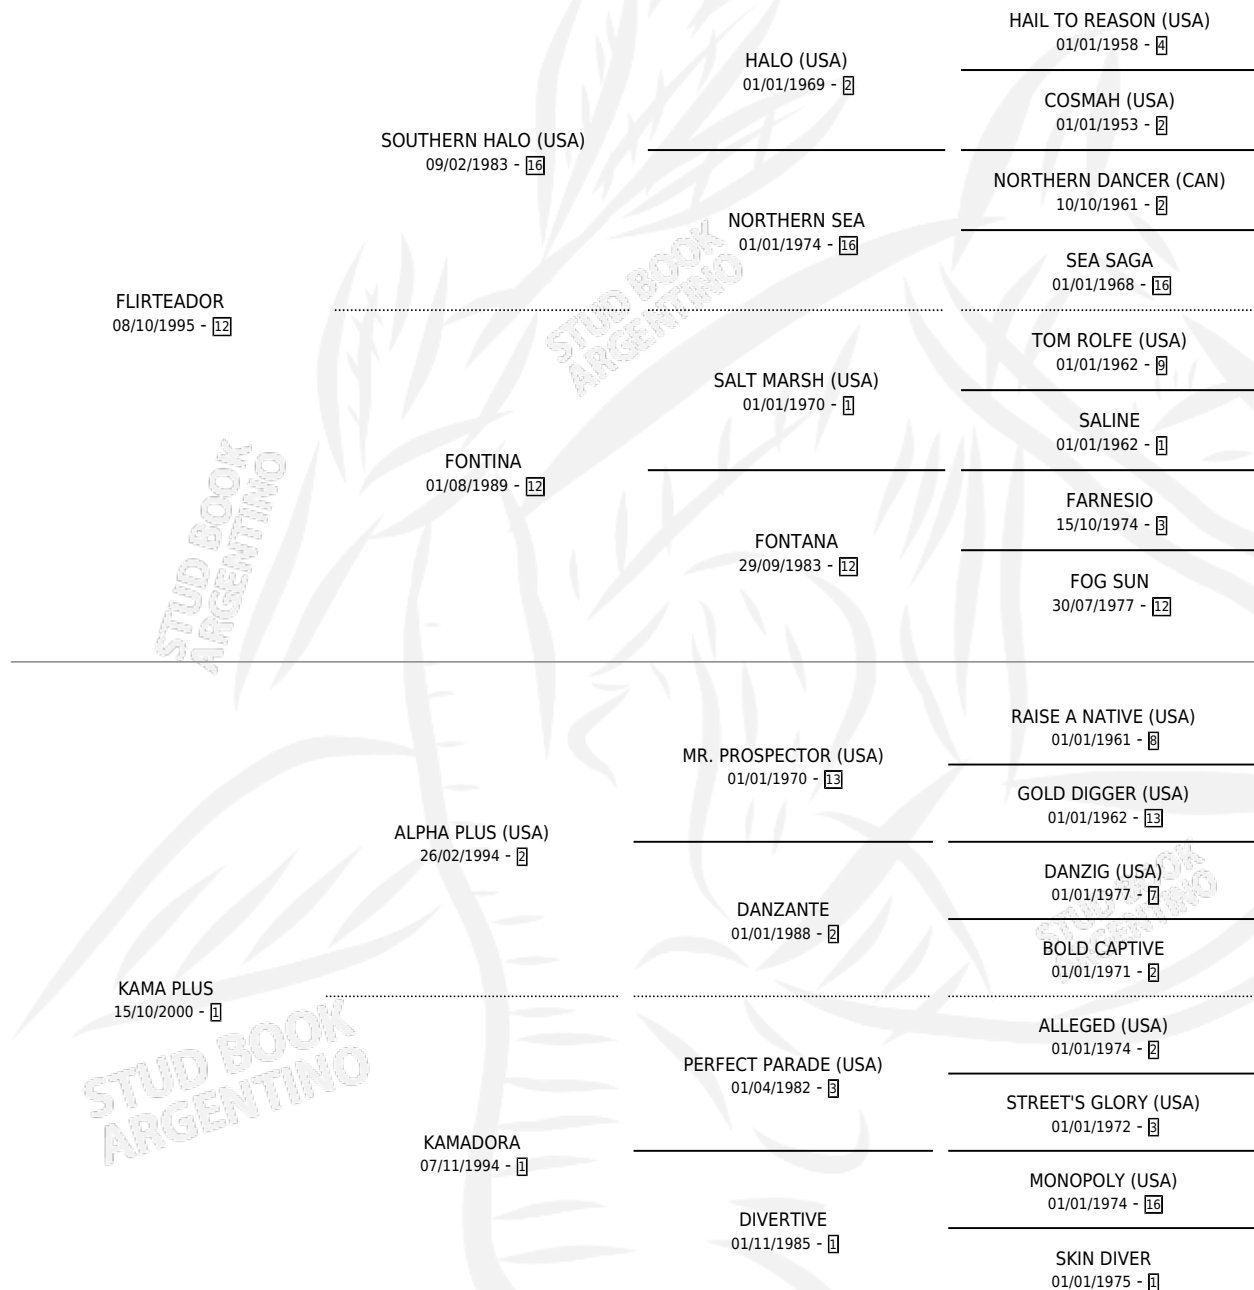 HAIL TO REASON (USA)
01/01/1958 - 4
HALO (USA)
01/01/1969 - 2
COSMAH (USA)
01/01/1953 - 2
SOUTHERN HALO (USA)
09/02/1983 - 16
NORTHERN DANCER (CAN)
10/10/1961 - 2
NORTHERN SEA
01/01/1974 - 16
SEA SAGA
01/01/1968 - 16
FLIRTEADOR
08/10/1995 - 12
STUD BOOK
ARGENTINO
TOM ROLFE (USA)
01/01/1962 - 9
SALT MARSH (USA)
01/01/1970 - 1
SALINE
01/01/1962 - 1
FONTINA
01/08/1989 - 12
FARNESIO
15/10/1974 - 3
FONTANA
29/09/1983 - 12
FOG SUN
30/07/1977 - 12
STUD BOOK
ARGENTINO
RAISE A NATIVE (USA)
01/01/1961 - 8
MR. PROSPECTOR (USA)
01/01/1970 - 13
GOLD DIGGER (USA)
01/01/1962 - 13
ALPHA PLUS (USA)
26/02/1994 - 2
DANZIG (USA)
01/01/1977 - 7
DANZANTE
01/01/1988 - 2
STUD BOOK
ARGENTINO
BOLD CAPTIVE
01/01/1971 - 2
KAMA PLUS
15/10/2000 - 1
STUD BOOK
ARGENTINO
ALLEGED (USA)
01/01/1974 - 2
PERFECT PARADE (USA)
01/04/1982 - 3
STREET'S GLORY (USA)
01/01/1972 - 3
KAMADORA
07/11/1994 - 1
MONOPOLY (USA)
01/01/1974 - 16
DIVERTIVE
01/11/1985 - 1
SKIN DIVER
01/01/1975 - 1